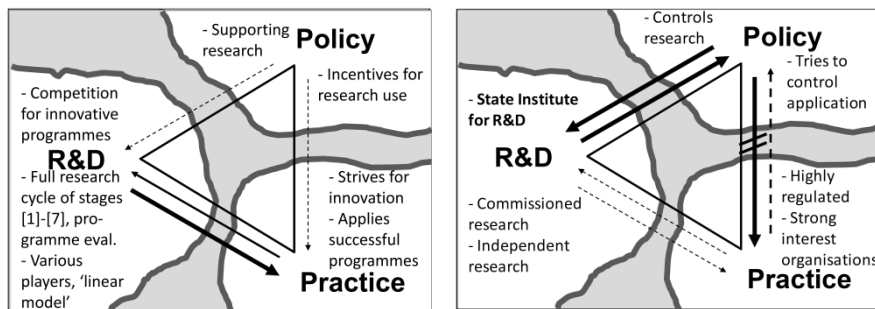 - Supporting
research
Policy
- Incentives for
research use
- Competition
for innovative
programmes
R&D
- Full research
cycle of stages
[1]-[7], pro-
gramme eval.
- Various
players, ‘linear
model’
- Strives for
innovation
- Applies
successful
programmes
Practice
- Controls
research
Policy
- Tries to
control
application
- State Institute
for R&D
R&D
- Commissioned
research
- Independent
research
- Highly
regulated
- Strong
interest
organisations
Practice